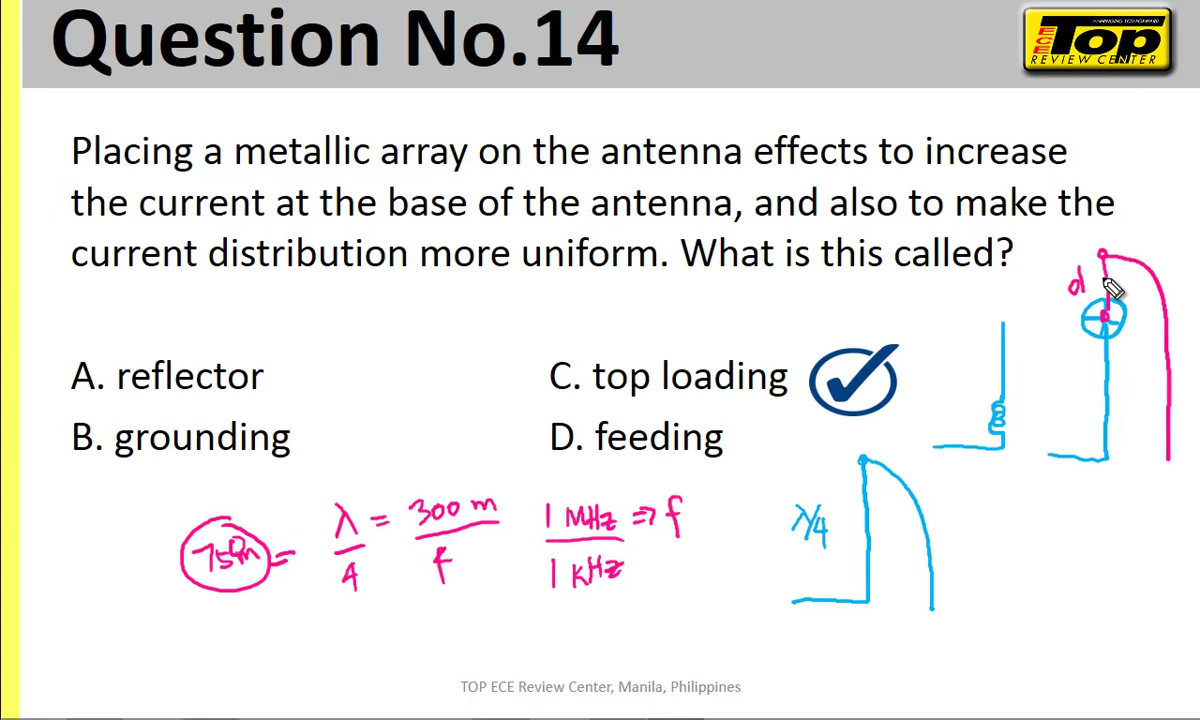 Question No.14
ECE Top
REVIEW CENTER
Placing a metallic array on the antenna effects to increase
the current at the base of the antenna, and also to make the
current distribution more uniform. What is this called?
d
A. reflector
C. top loading
B. grounding
D. feeding
λ/4 = 300 m / f
1 MHz ⇒ f
1 kHz
λ/4
TOP ECE Review Center, Manila, Philippines